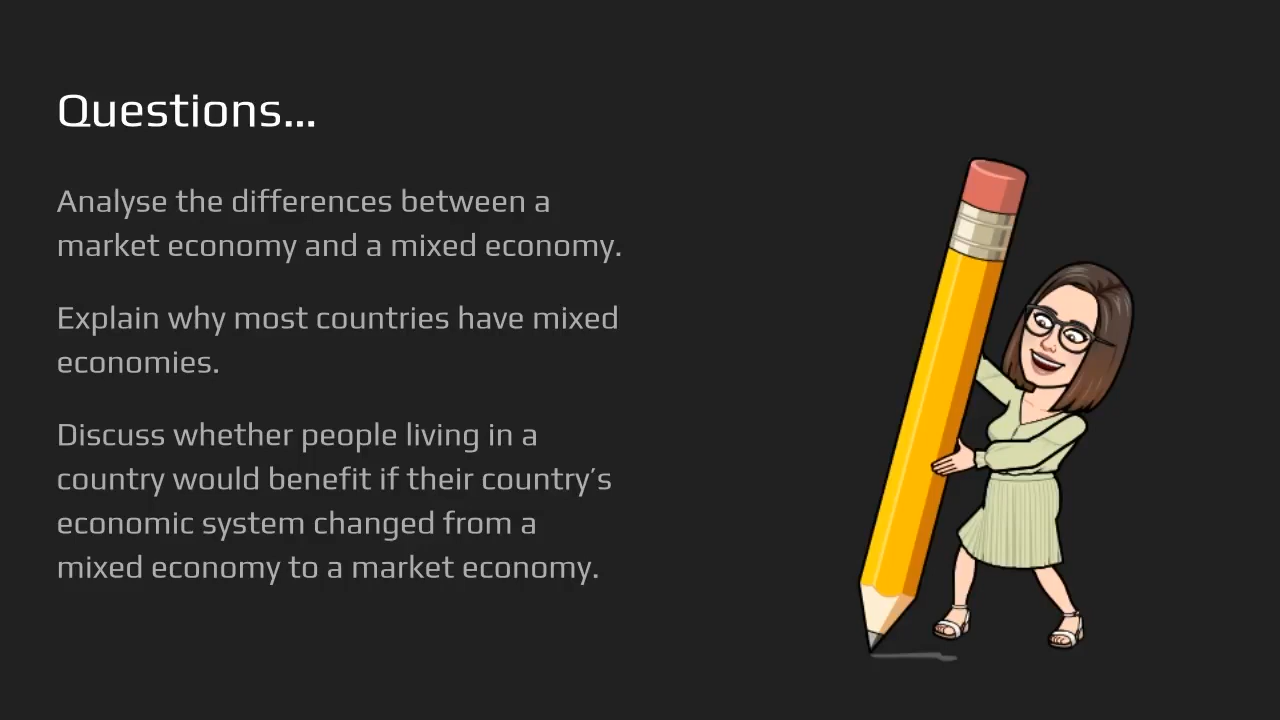 Questions...
Analyse the differences between a
market economy and a mixed economy.
Explain why most countries have mixed
economies.
Discuss whether people living in a
country would benefit if their country’s
economic system changed from a
mixed economy to a market economy.